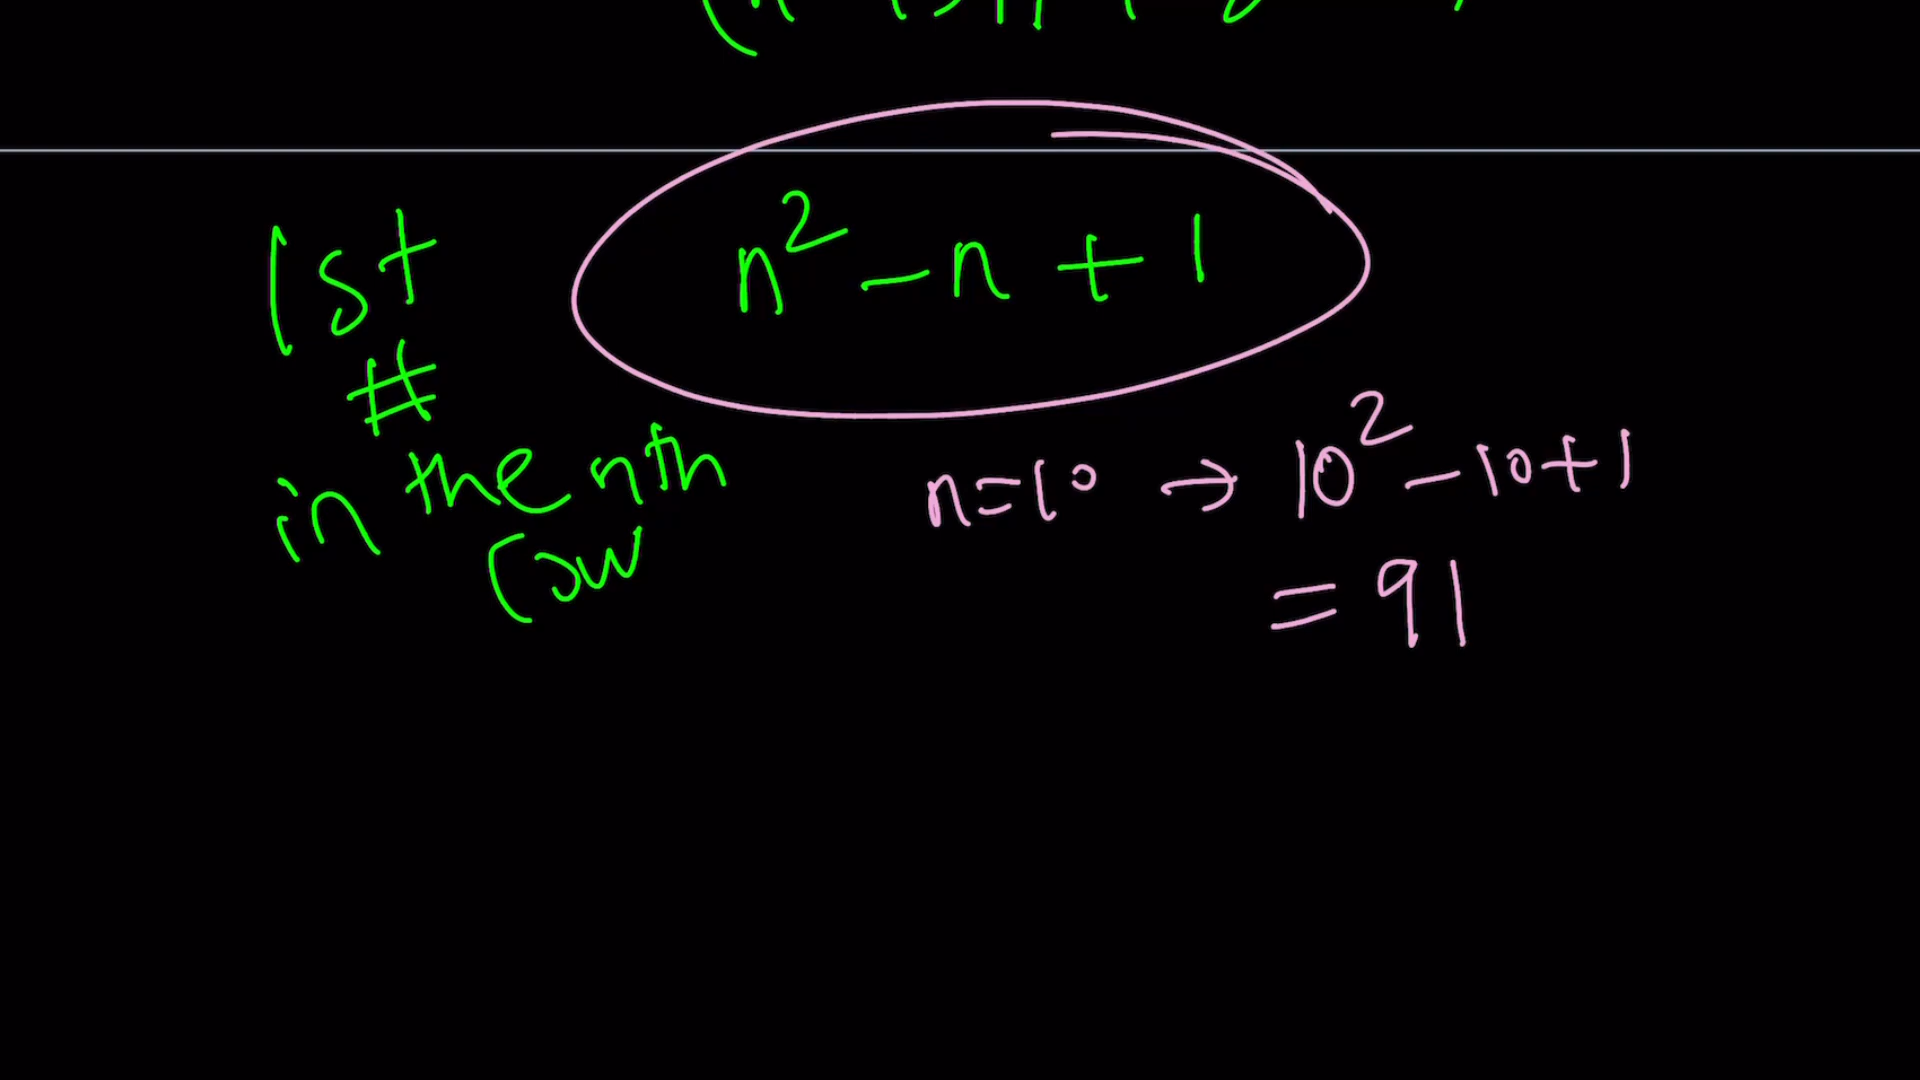 1st
#
in the nth
row
n² - n + 1
n=10 → 10² - 10 + 1
= 91